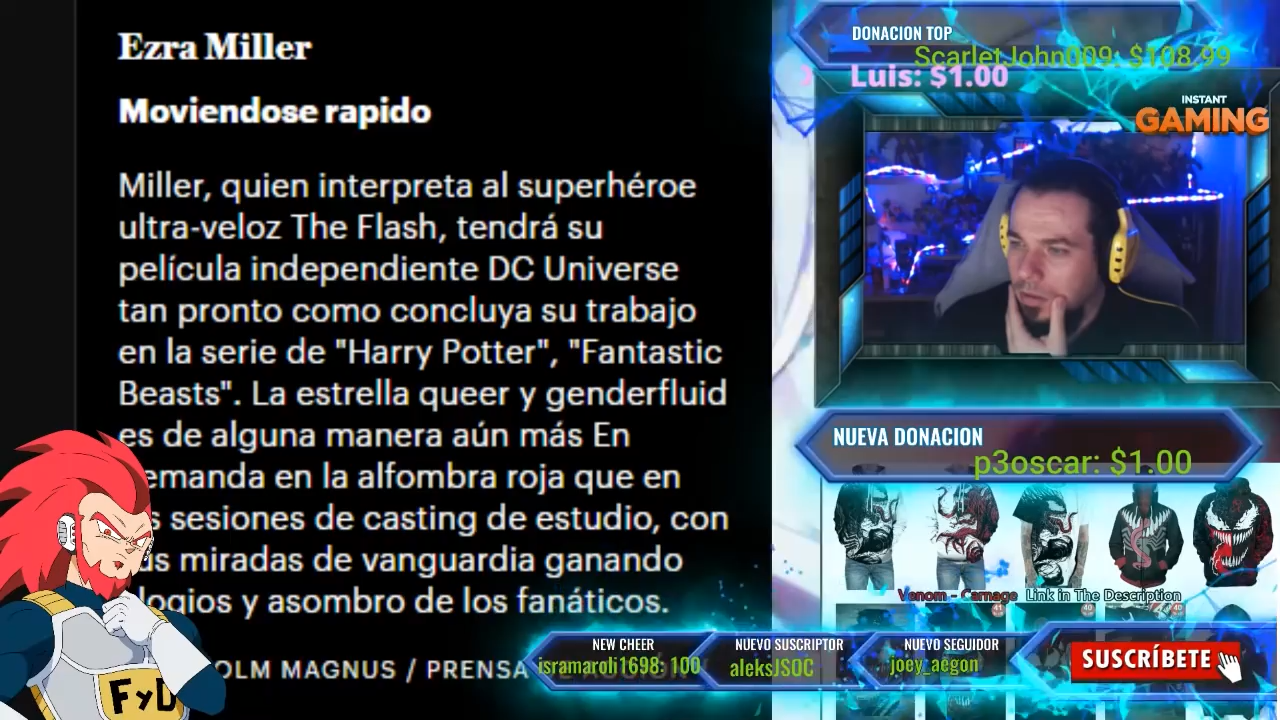 Ezra Miller
Moviendose rapido
Miller, quien interpreta al superhéroe
ultra-veloz The Flash, tendrá su
película independiente DC Universe
tan pronto como concluya su trabajo
en la serie de "Harry Potter", "Fantastic
Beasts". La estrella queer y genderfluid
es de alguna manera aún más En
emanda en la alfombra roja que en
s sesiones de casting de estudio, con
us miradas de vanguardia ganando
logios y asombro de los fanáticos.
OLM MAGNUS / PRENSA
FyD
DONACION TOP
ScarletJohn009: $108.99
Luis: $1.00
INSTANT
GAMING
NUEVA DONACION
p3oscar: $1.00
Venom - Carnage Link in The Description
41
40
40
NEW CHEER
isramaroli1698: 100
NUEVO SUSCRIPTOR
aleksJSOC
NUEVO SEGUIDOR
joey_aegon
SUSCRÍBETE